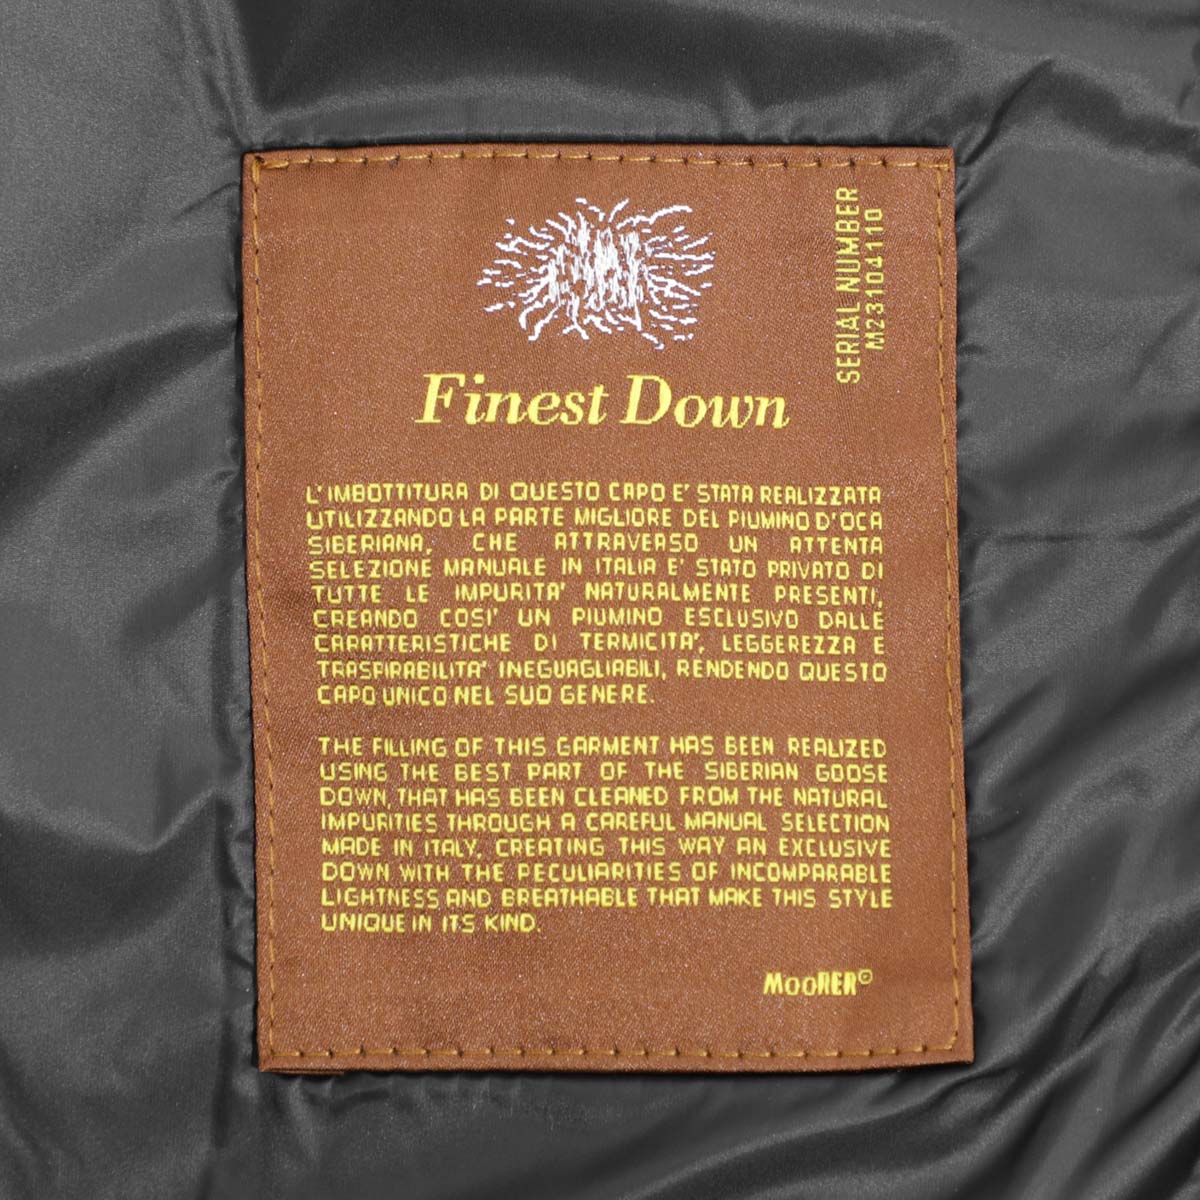 SERIAL NUMBER
M23104110
Finest Down
L'IMBOTTITURA DI QUESTO CAPO E' STATA REALIZZATA
UTILIZZANDO LA PARTE MIGLIORE DEL PIUMINO D'OCA
SIBERIANA, CHE ATTRAVERSO UN ATTENTA
SELEZIONE MANUALE IN ITALIA E' STATO PRIVATO DI
TUTTE LE IMPURITA' NATURALMENTE PRESENTI,
CREANDO COSI' UN PIUMINO ESCLUSIVO DALLE
CARATTERISTICHE DI TERMICITA', LEGGEREZZA E
TRASPIRABILITA' INEGUAGLIABILI, RENDENDO QUESTO
CAPO UNICO NEL SUO GENERE.
THE FILLING OF THIS GARMENT HAS BEEN REALIZED
USING THE BEST PART OF THE SIBERIAN GOOSE
DOWN, THAT HAS BEEN CLEANED FROM THE NATURAL
IMPURITIES THROUGH A CAREFUL MANUAL SELECTION
MADE IN ITALY, CREATING THIS WAY AN EXCLUSIVE
DOWN WITH THE PECULIARITIES OF INCOMPARABLE
LIGHTNESS AND BREATHABLE THAT MAKE THIS STYLE
UNIQUE IN ITS KIND.
MooRER©